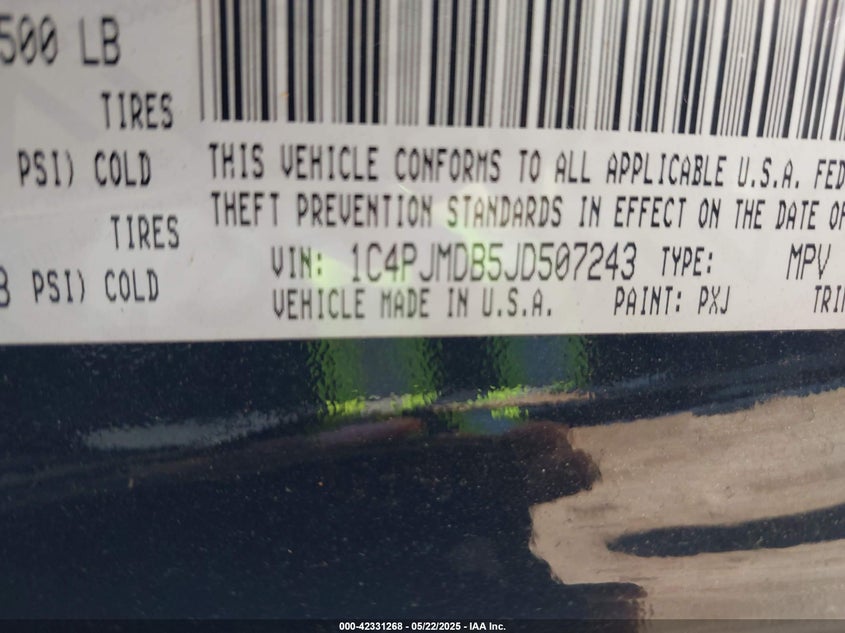 500 LB
TIRES
PSI) COLD
TIRES
PSI) COLD
THIS VEHICLE CONFORMS TO ALL APPLICABLE U.S.A. FED
THEFT PREVENTION STANDARDS IN EFFECT ON THE DATE OF
VIN: 1C4PJMDB5JD507243 TYPE: MPV
VEHICLE MADE IN U.S.A. PAINT: PXJ TRI
000-42331268 - 05/22/2025 - IAA Inc.